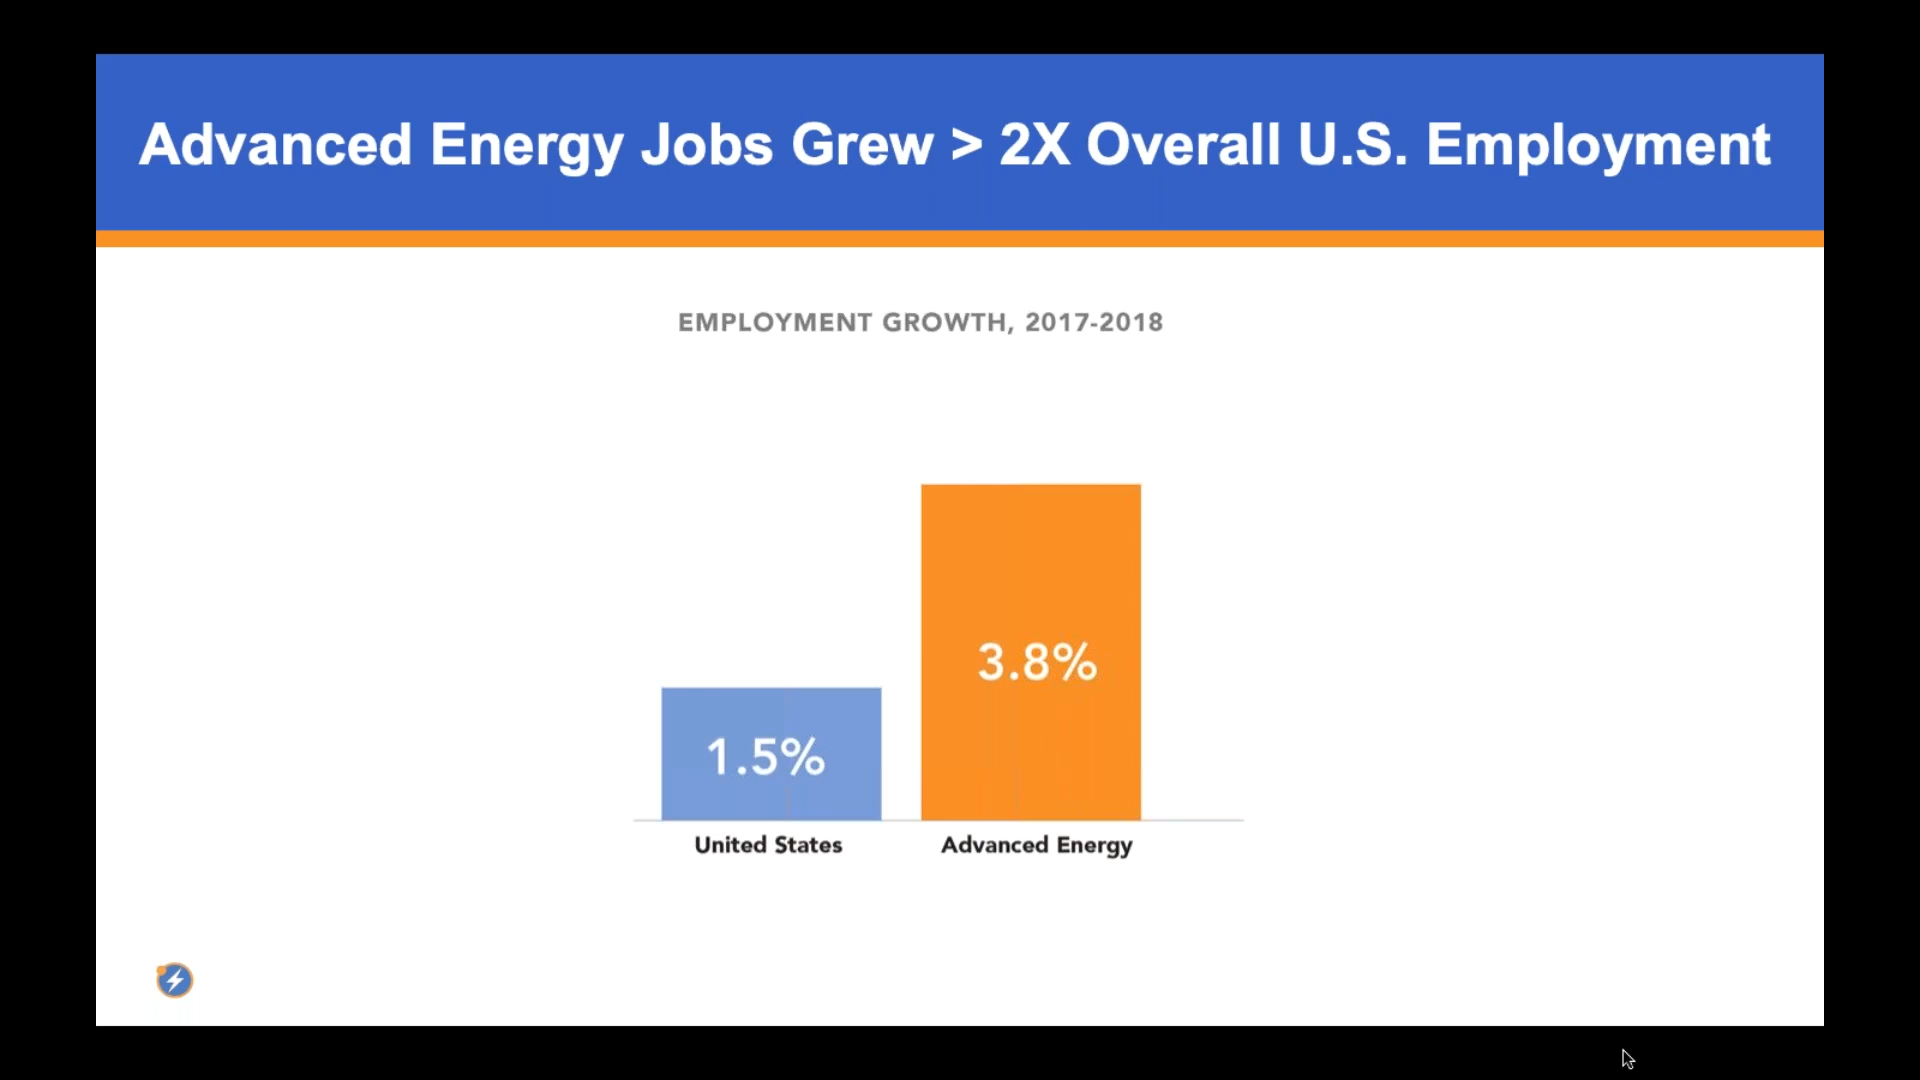 Advanced Energy Jobs Grew > 2X Overall U.S. Employment
EMPLOYMENT GROWTH, 2017-2018
3.8%
1.5%
United States
Advanced Energy